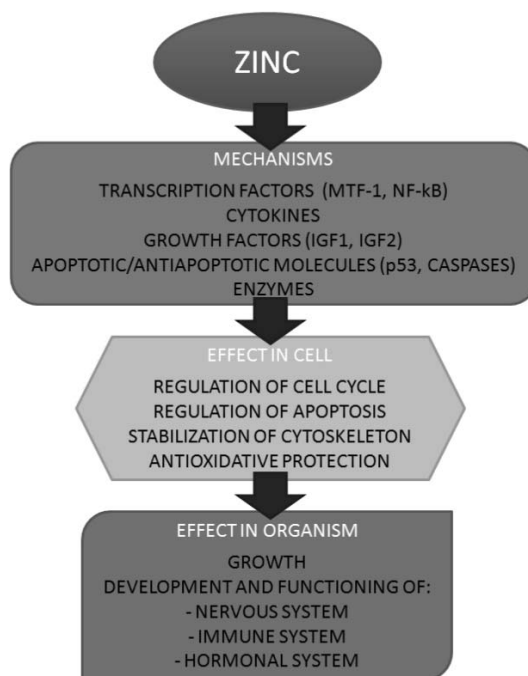 ZINC
MECHANISMS
TRANSCRIPTION FACTORS (MTF-1, NF-kB)
CYTOKINES
GROWTH FACTORS (IGF1, IGF2)
APOPTOTIC/ANTIAPOPTOTIC MOLECULES (p53, CASPASES)
ENZYMES
EFFECT IN CELL
REGULATION OF CELL CYCLE
REGULATION OF APOPTOSIS
STABILIZATION OF CYTOSKELETON
ANTIOXIDATIVE PROTECTION
EFFECT IN ORGANISM
GROWTH
DEVELOPMENT AND FUNCTIONING OF:
- NERVOUS SYSTEM
- IMMUNE SYSTEM
- HORMONAL SYSTEM